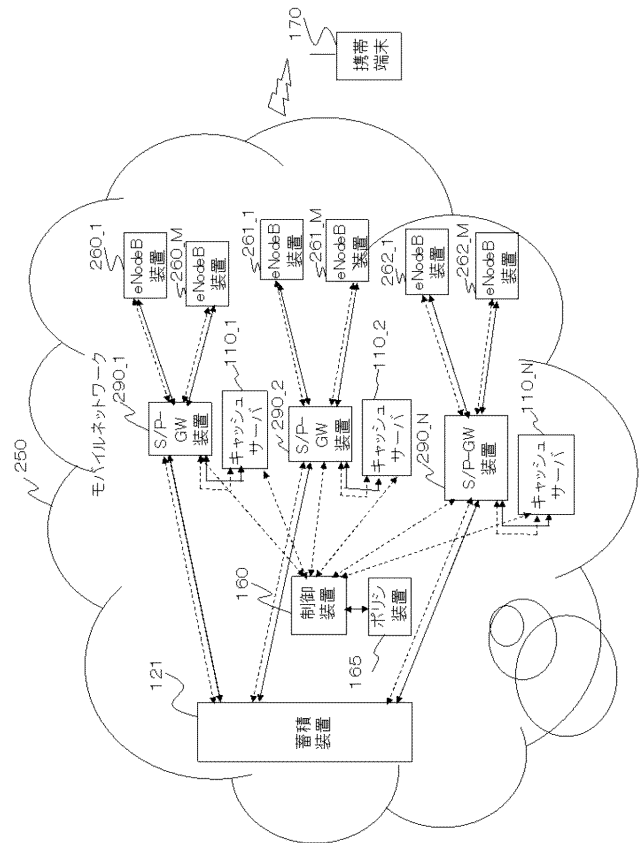 250
モバイルネットワーク
121
蓄積
装置
160
制御
装置
165
ポリシ装置
290_1
S/P-
GW
装置
110_1
キャッシュ
サーバ
260_1
eNodeB
装置
260_M
eNodeB
装置
290_2
S/P-
GW
装置
110_2
キャッシュ
サーバ
261_1
eNodeB
装置
261_M
eNodeB
装置
290_N
S/P-GW
装置
110_N
キャッシュ
サーバ
262_1
eNodeB
装置
262_M
eNodeB
装置
170
携帯
端末